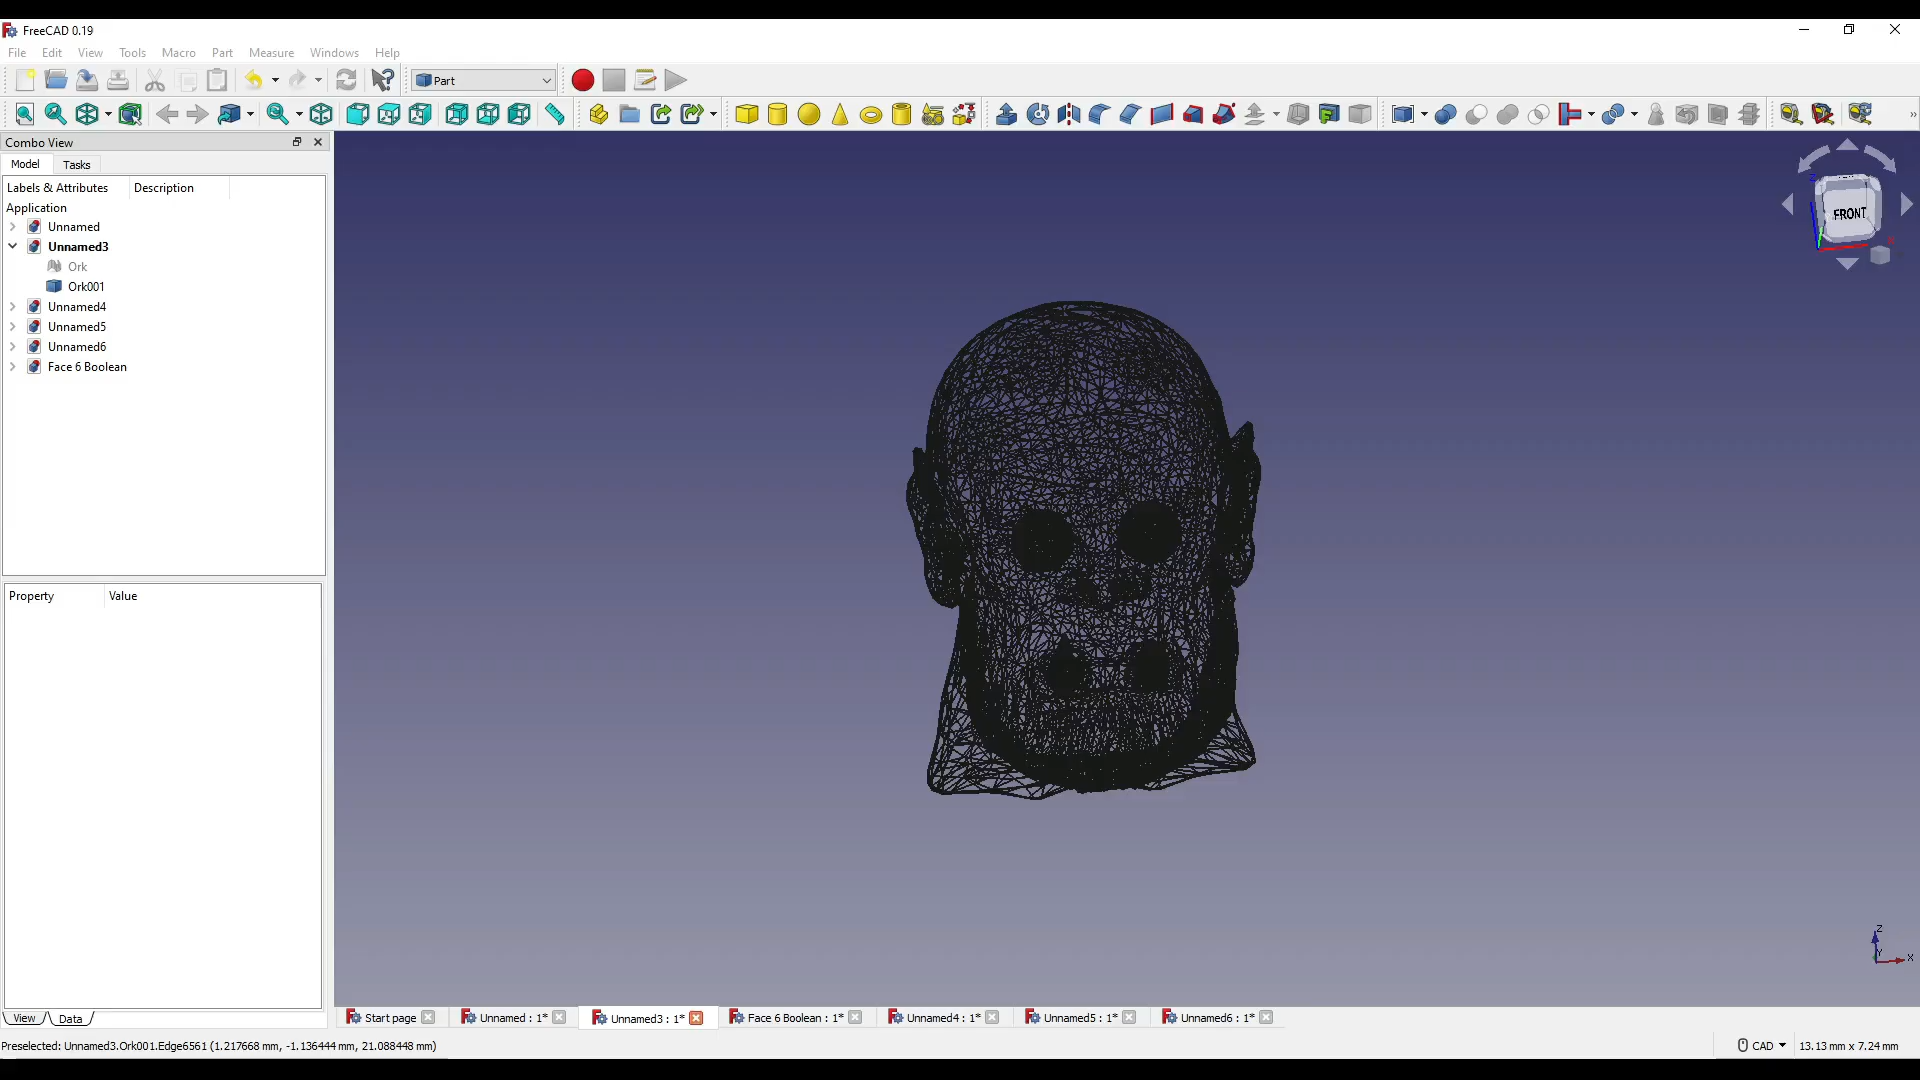 FreeCAD 0.19
File Edit View Tools Macro Part Measure Windows Help
Part
Combo View
Model Tasks
Labels & Attributes Description
Application
Unnamed
Unnamed3
Ork
Ork001
Unnamed4
Unnamed5
Unnamed6
Face 6 Boolean
Property Value
FRONT
Z
Z
Y
X
View Data
Start page Unnamed : 1* Unnamed3 : 1* Face 6 Boolean : 1* Unnamed4 : 1* Unnamed5 : 1* Unnamed6 : 1*
Preselected: Unnamed3.Ork001.Edge6561 (1.217668 mm, -1.136444 mm, 21.088448 mm)
CAD 13.13 mm x 7.24 mm